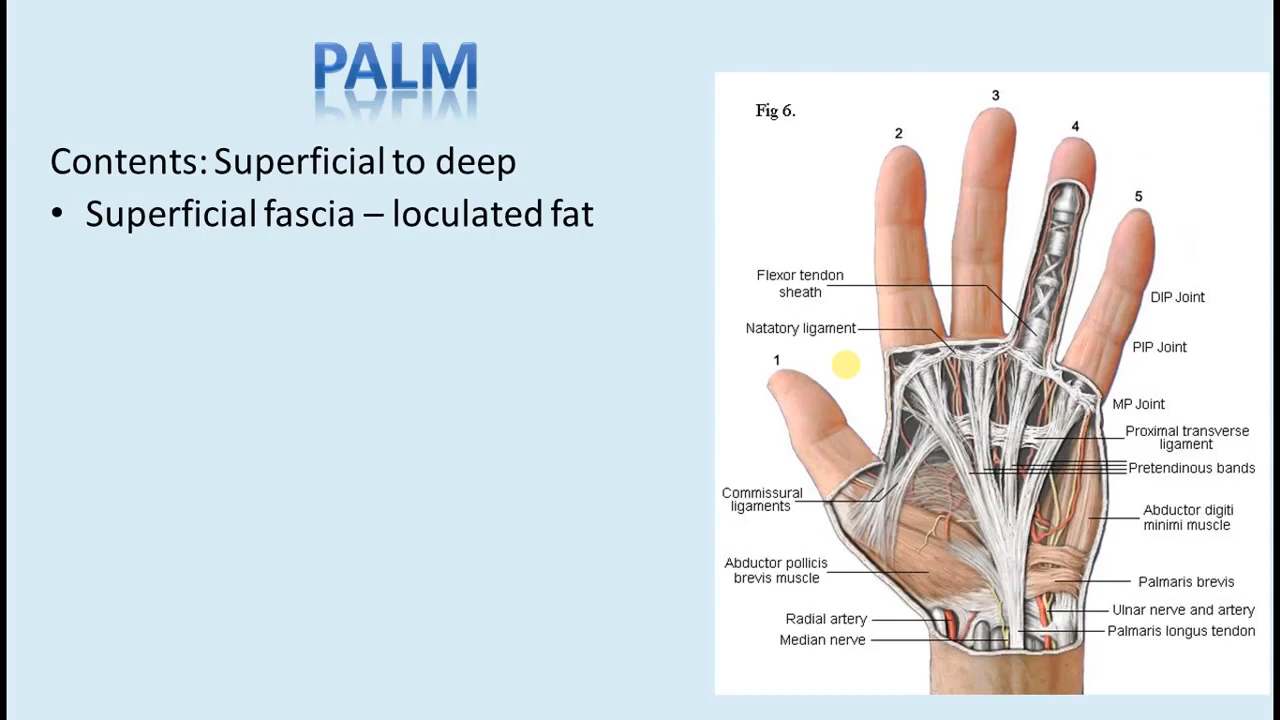 PALM
Contents: Superficial to deep
• Superficial fascia – loculated fat
Fig 6.
3
2
4
5
Flexor tendon
sheath
DIP Joint
Natatory ligament
PIP Joint
1
MP Joint
Proximal transverse
ligament
Pretendinous bands
Commissural
ligaments
Abductor digiti
minimi muscle
Abductor pollicis
brevis muscle
Palmaris brevis
Radial artery
Ulnar nerve and artery
Median nerve
Palmaris longus tendon